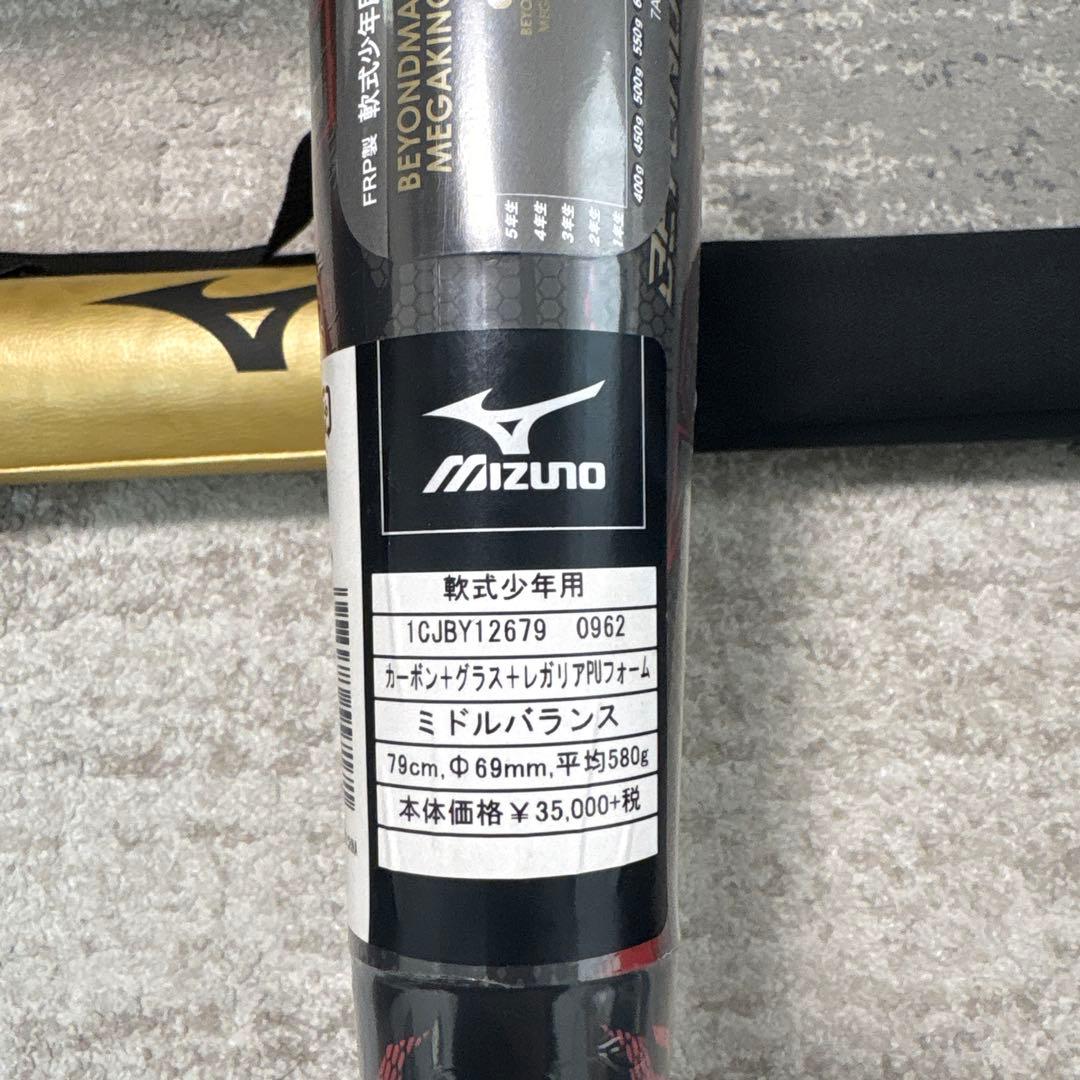 FRP製 軟式少年
BEYONDMA
MEGAKING
BEYO
MEGA
5年生
4年生
3年生
2年生
1年生
400g 450g 500g 550g
MIZUNO
軟式少年用
1CJBY12679 0962
カーボン+グラス+レガリアPUフォーム
ミドルバランス
79cm,Φ69mm,平均580g
本体価格￥35,000+税